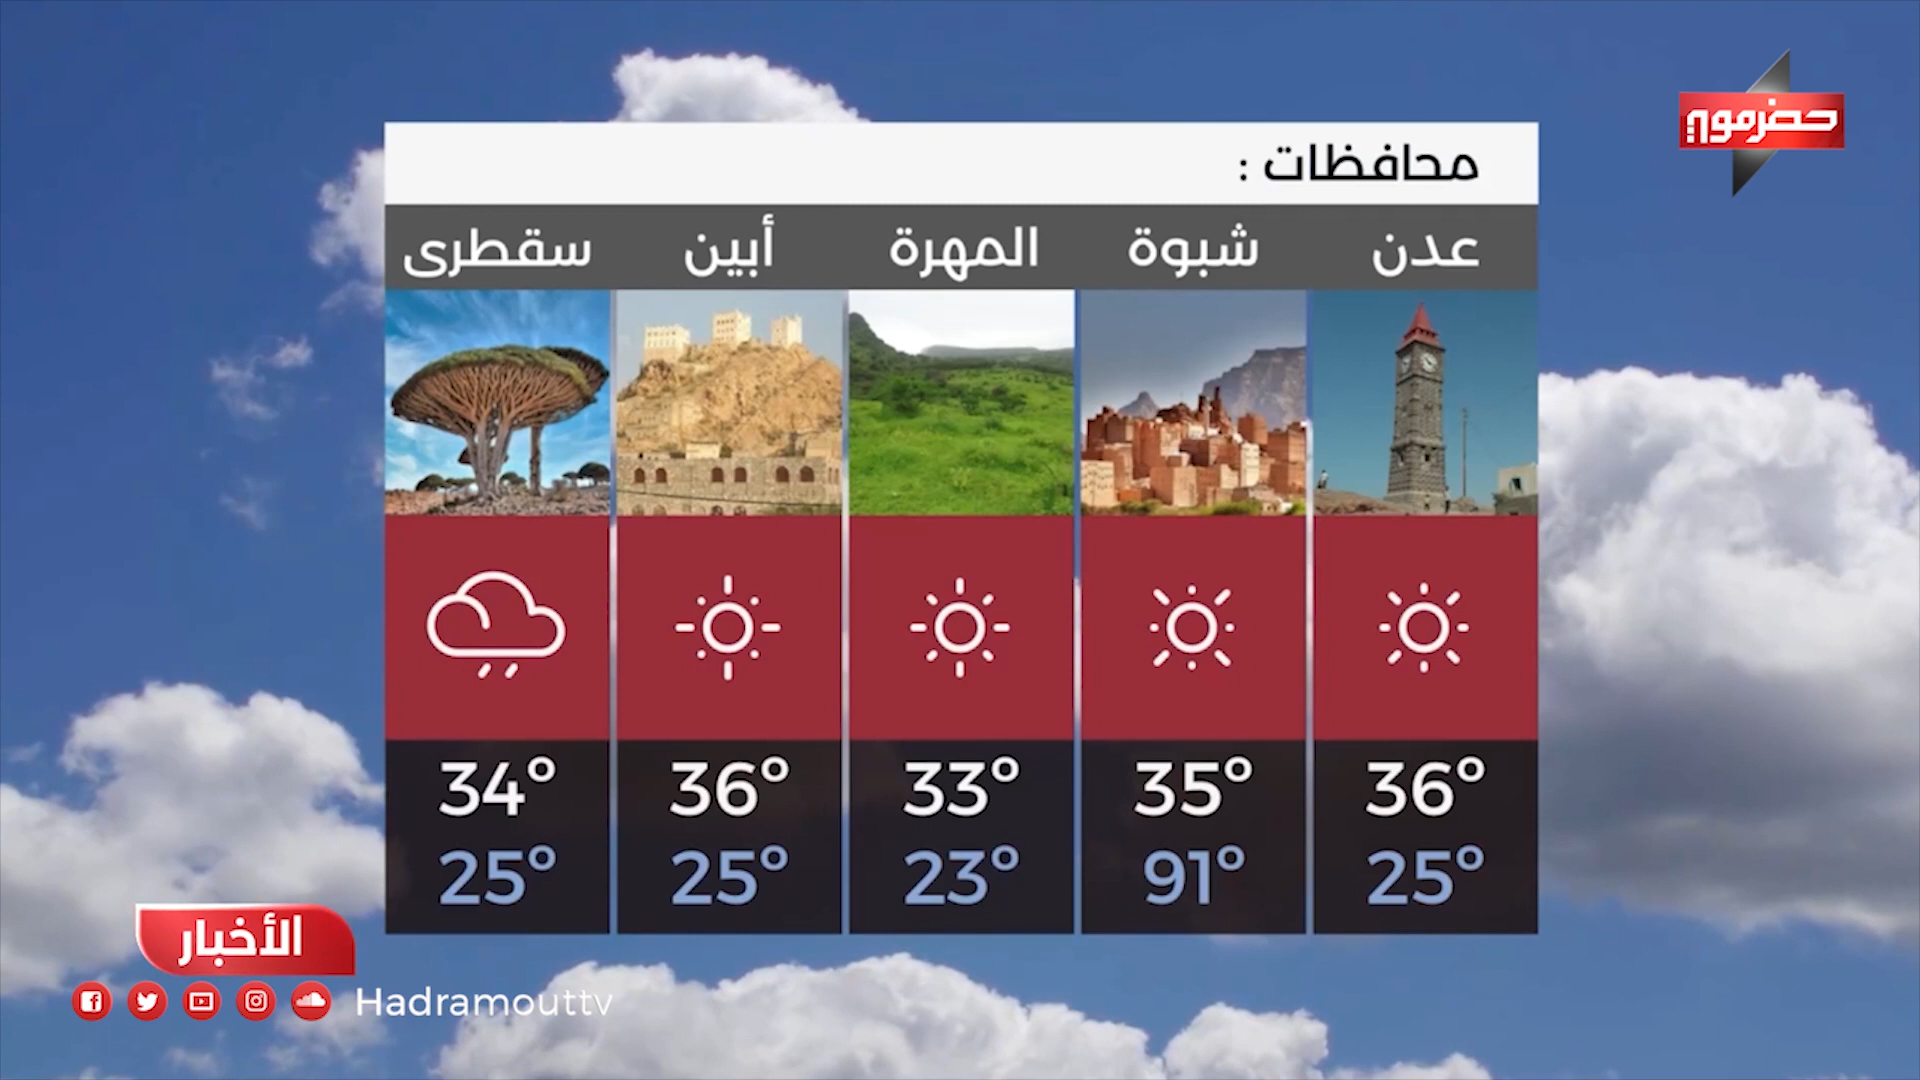 حضرموت
محافظات :
عدن شبوة المهرة أبين سقطرى
36° 35° 33° 36° 34°
25° 91° 23° 25° 25°
الأخبار
Hadramouttv